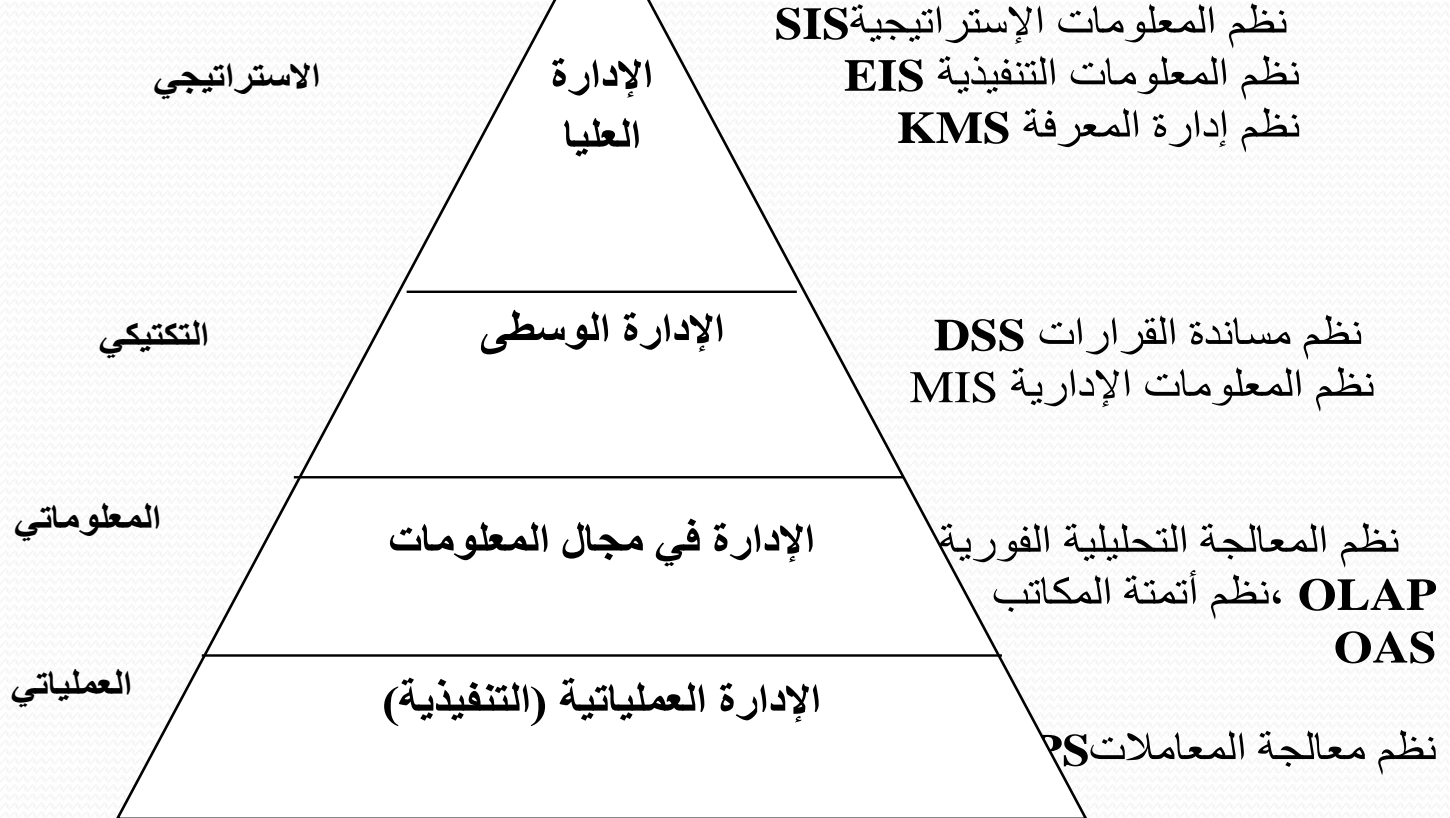 نظم المعلومات الإستراتيجيةSIS
نظم المعلومات التنفيذية EIS
نظم إدارة المعرفة KMS
الإدارة
العليا
الاستراتيجي
نظم مساندة القرارات DSS
نظم المعلومات الإدارية MIS
الإدارة الوسطى
التكتيكي
نظم المعالجة التحليلية الفورية
OLAP ،نظم أتمتة المكاتب
OAS
الإدارة في مجال المعلومات
المعلوماتي
نظم معالجة المعاملاتPS
الإدارة العملياتية (التنفيذية)
العملياتي